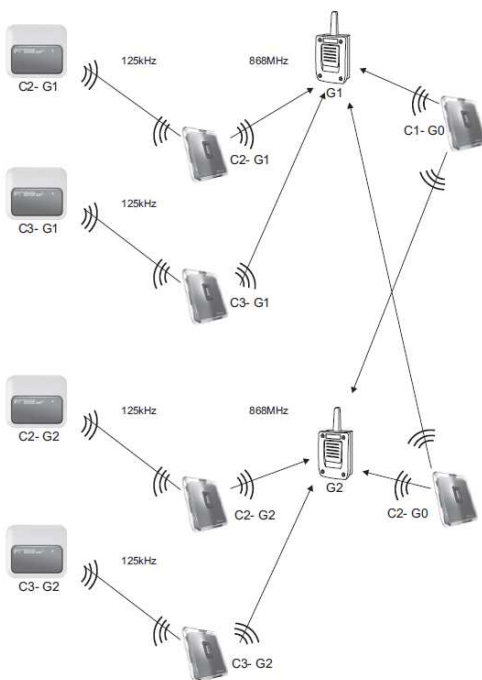 125kHz
868MHz
C2- G1
G1
C1- G0
C2- G1
125kHz
C3- G1
C3- G1
125kHz
868MHz
C2- G2
G2
C2- G2
C2- G0
125kHz
C3- G2
C3- G2